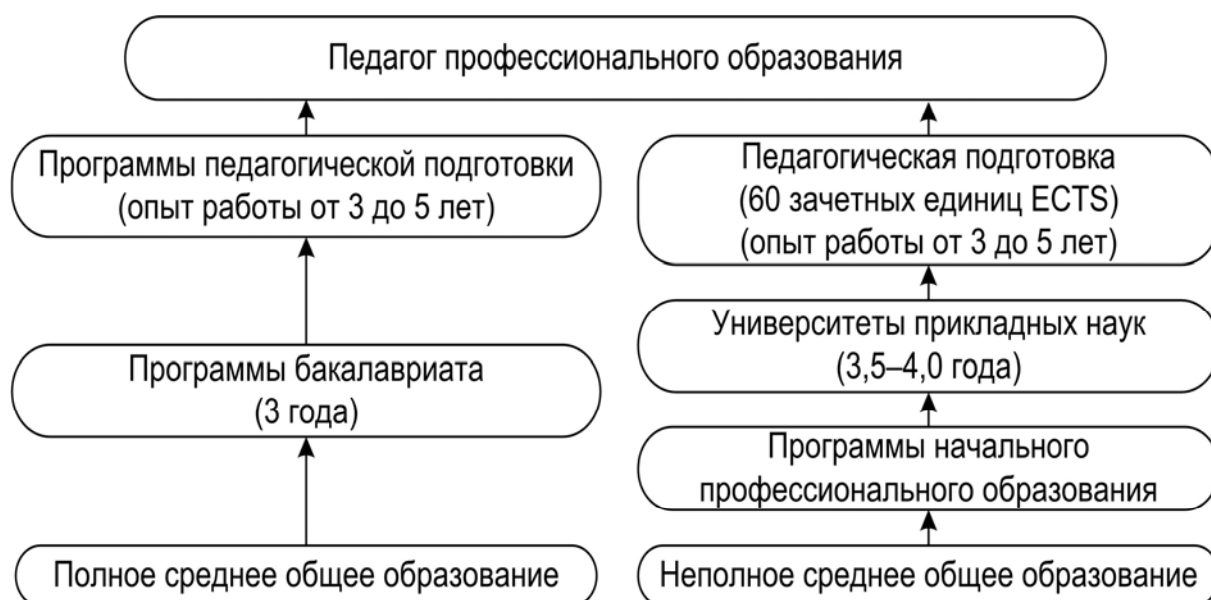 Педагог профессионального образования
Программы педагогической подготовки
(опыт работы от 3 до 5 лет)
Программы бакалавриата
(3 года)
Полное среднее общее образование
Педагогическая подготовка
(60 зачетных единиц ECTS)
(опыт работы от 3 до 5 лет)
Университеты прикладных наук
(3,5–4,0 года)
Программы начального
профессионального образования
Неполное среднее общее образование